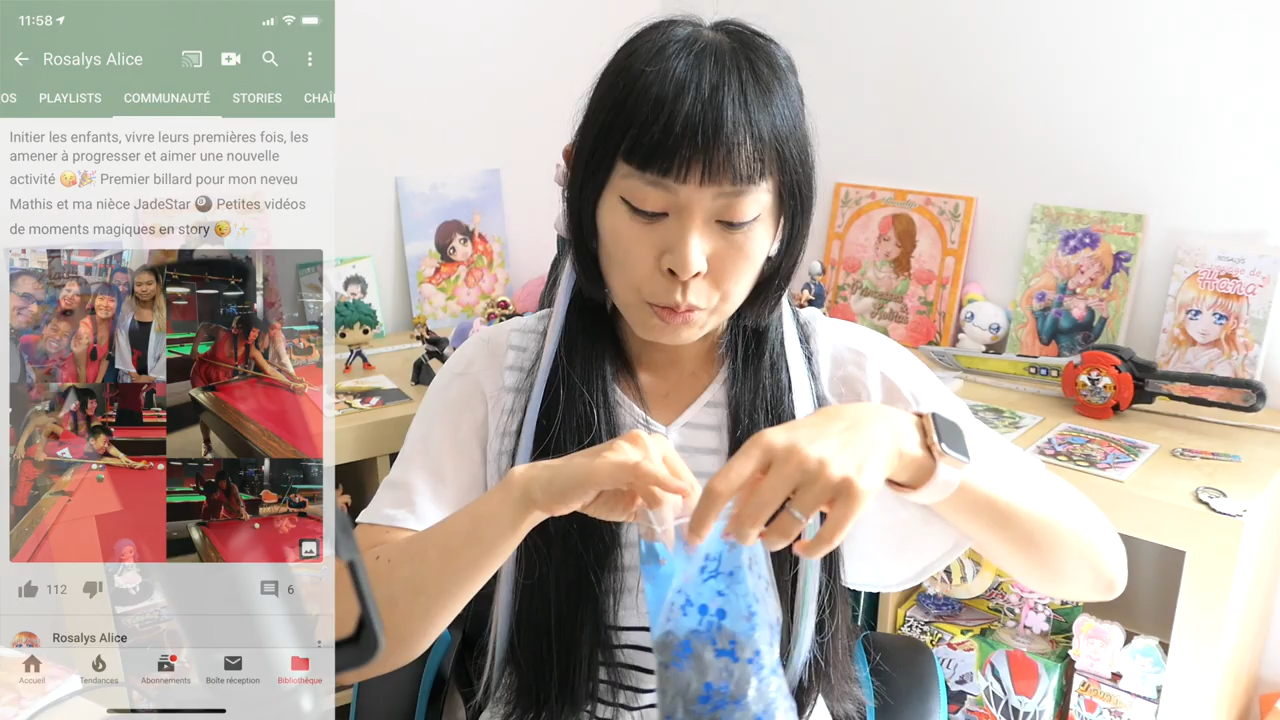 11:58
Rosalys Alice
OS PLAYLISTS COMMUNAUTÉ STORIES CHAÎ
Initier les enfants, vivre leurs premières fois, les
amener à progresser et aimer une nouvelle
activité 😘🎉 Premier billard pour mon neveu
Mathis et ma nièce JadeStar 🎱 Petites vidéos
de moments magiques en story 😉✨
112
6
Rosalys Alice
Accueil Tendances Abonnements Boîte réception Bibliothèque
ROSALYS
Hana